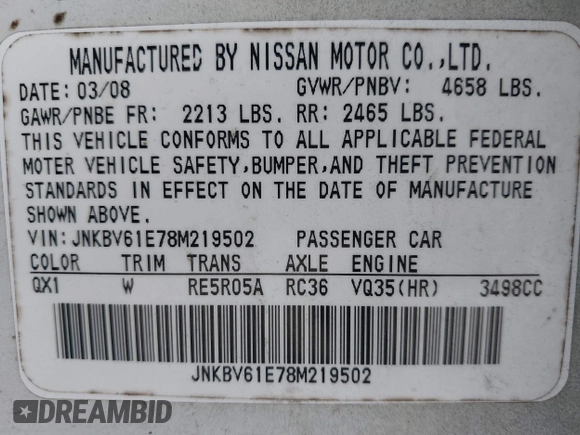 MANUFACTURED BY NISSAN MOTOR CO.,LTD.
DATE: 03/08 GVWR/PNBV: 4658 LBS.
GAWR/PNBE FR: 2213 LBS. RR: 2465 LBS.
THIS VEHICLE CONFORMS TO ALL APPLICABLE FEDERAL
MOTER VEHICLE SAFETY,BUMPER,AND THEFT PREVENTION
STANDARDS IN EFFECT ON THE DATE OF MANUFACTURE
SHOWN ABOVE.
VIN:JNKBV61E78M219502 PASSENGER CAR
COLOR TRIM TRANS AXLE ENGINE
QX1 W RE5R05A RC36 VQ35(HR) 3498CC
JNKBV61E78M219502
DREAMBID